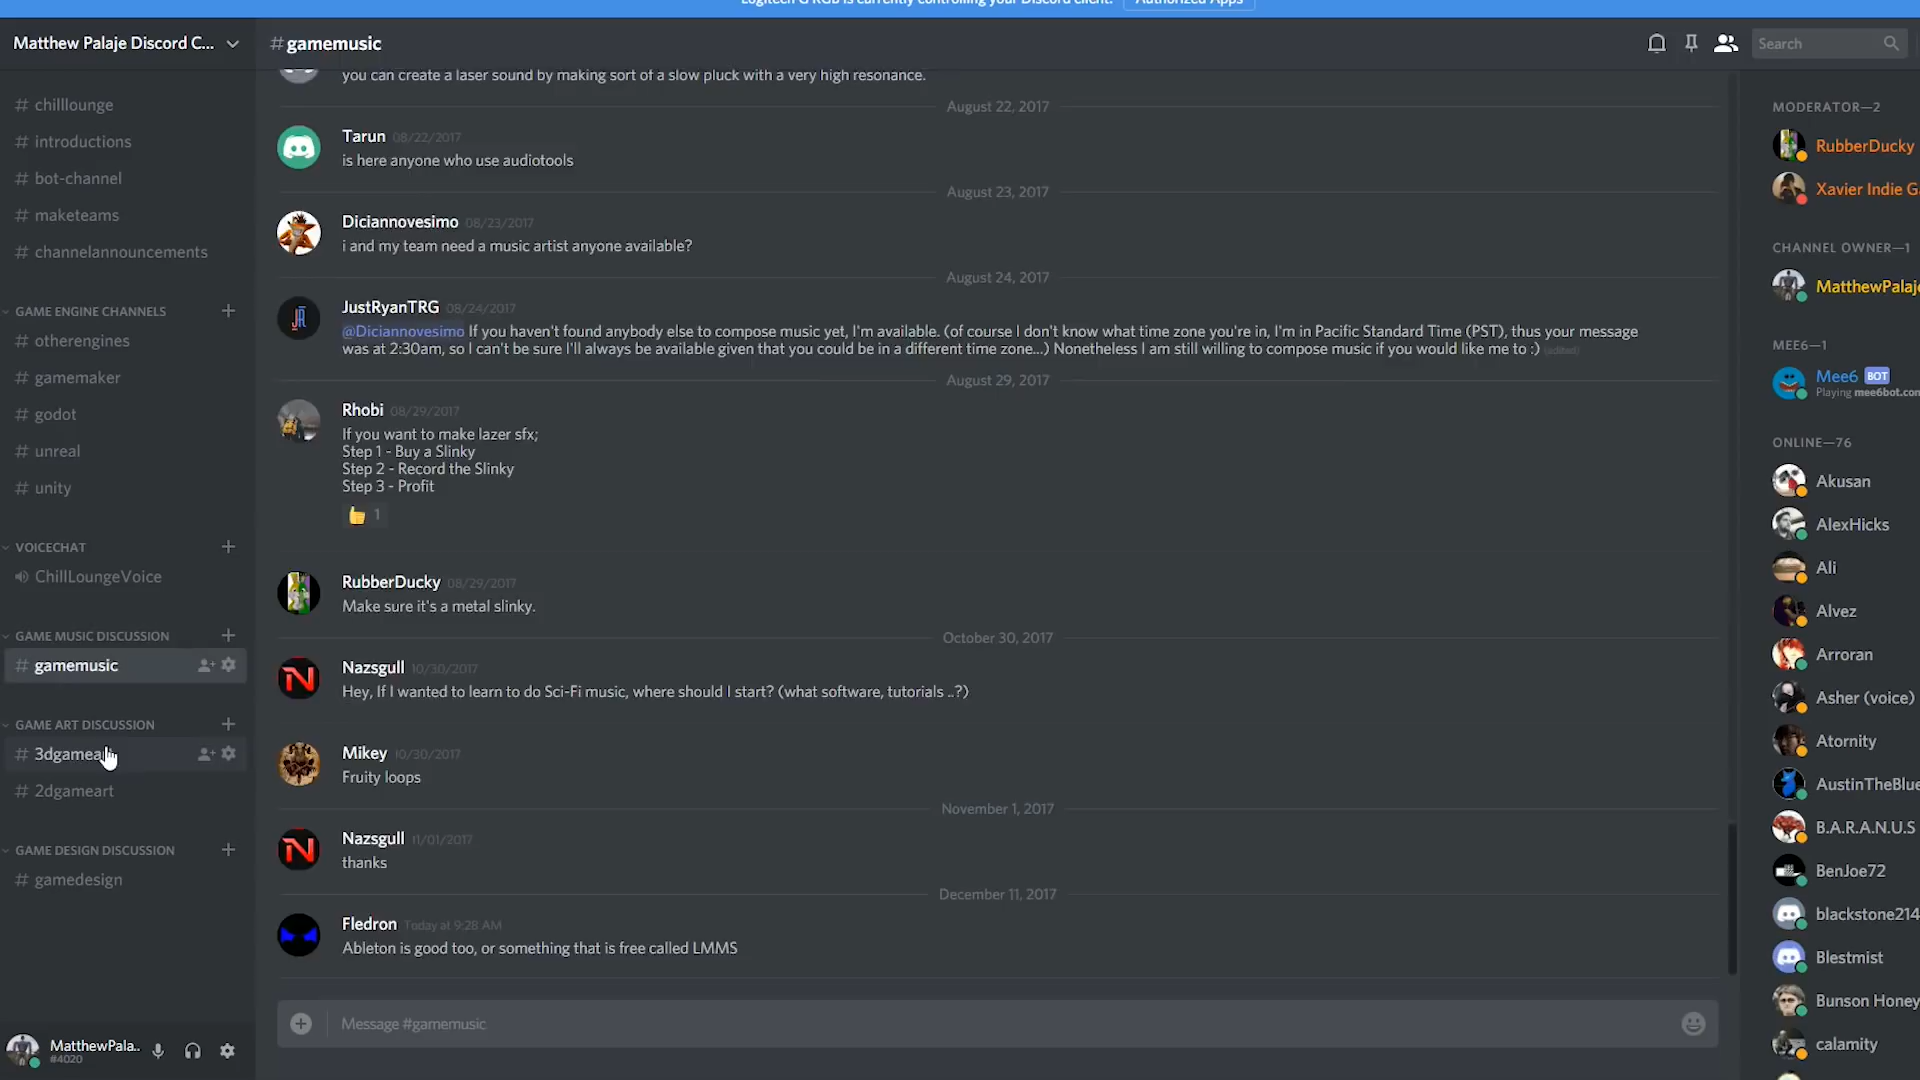 Logitech G RGB is currently controlling your Discord client. Authorized Apps
Matthew Palaje Discord C...
# chilllounge
# introductions
# bot-channel
# maketeams
# channelannouncements
GAME ENGINE CHANNELS
# otherengines
# gamemaker
# godot
# unreal
# unity
VOICECHAT
ChillLoungeVoice
GAME MUSIC DISCUSSION
# gamemusic
GAME ART DISCUSSION
# 3dgamea
# 2dgameart
GAME DESIGN DISCUSSION
# gamedesign
MatthewPala..
#4020
# gamemusic
Search
you can create a laser sound by making sort of a slow pluck with a very high resonance.
August 22, 2017
Tarun 08/22/2017
is here anyone who use audiotools
August 23, 2017
Diciannovesimo 08/23/2017
i and my team need a music artist anyone available?
August 24, 2017
JustRyanTRG 08/24/2017
@Diciannovesimo If you haven't found anybody else to compose music yet, I'm available. (of course I don't know what time zone you're in, I'm in Pacific Standard Time (PST), thus your message
was at 2:30am, so I can't be sure I'll always be available given that you could be in a different time zone...) Nonetheless I am still willing to compose music if you would like me to :) (edited)
August 29, 2017
Rhobi 08/29/2017
If you want to make lazer sfx;
Step 1 - Buy a Slinky
Step 2 - Record the Slinky
Step 3 - Profit
1
RubberDucky 08/29/2017
Make sure it's a metal slinky.
October 30, 2017
Nazsgull 10/30/2017
Hey, If I wanted to learn to do Sci-Fi music, where should I start? (what software, tutorials ..?)
Mikey 10/30/2017
Fruity loops
November 1, 2017
Nazsgull 11/01/2017
thanks
December 11, 2017
Fledron Today at 9:28 AM
Ableton is good too, or something that is free called LMMS
Message #gamemusic
MODERATOR—2
RubberDucky
Xavier Indie G
CHANNEL OWNER—1
MatthewPalaje
MEE6—1
Mee6 BOT
Playing mee6bot.com
ONLINE—76
Akusan
AlexHicks
Ali
Alvez
Arroran
Asher (voice)
Atornity
AustinTheBlue
B.A.R.A.N.U.S
BenJoe72
blackstone214
Blestmist
Bunson Honey
calamity